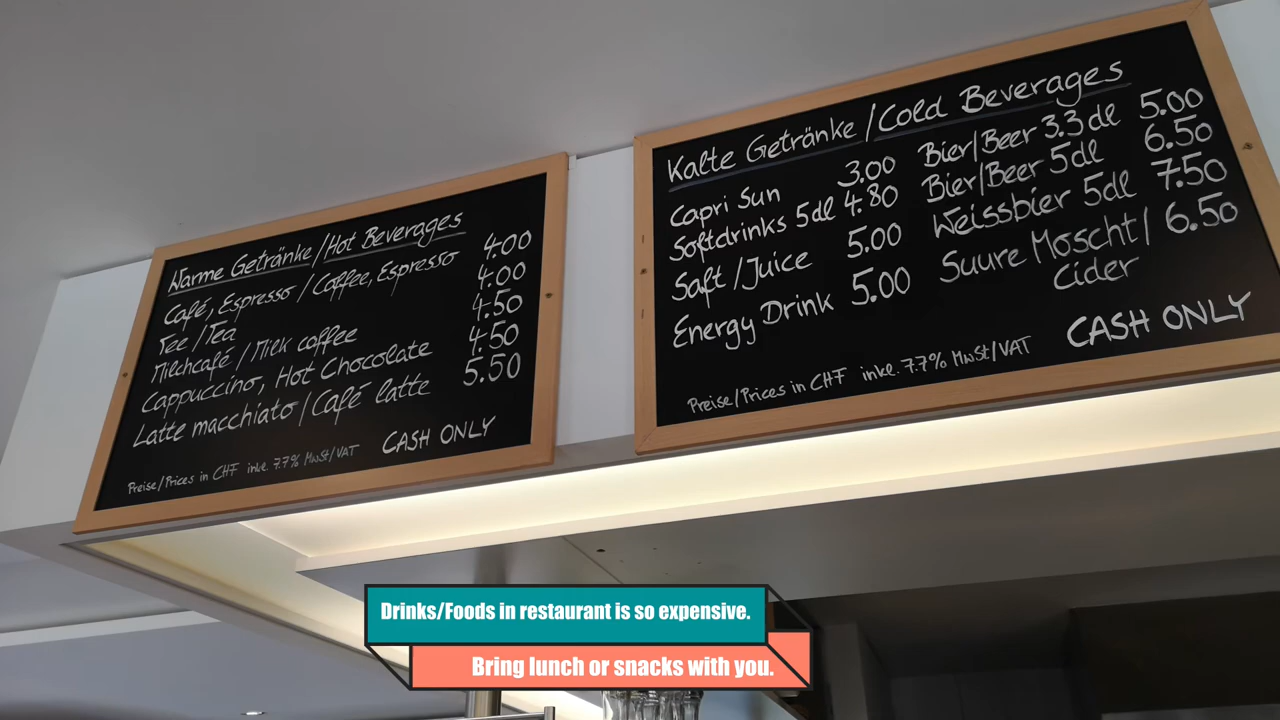 Warme Getränke/Hot Beverages
Café, Espresso / Coffee, Espresso 4.00
Tee / Tea 4.00
Milchcafé / Milk coffee 4.50
Cappuccino, Hot Chocolate 4.50
Latte macchiato / Café latte 5.50
Preise/Prices in CHF inkl. 7.7% MwSt/VAT CASH ONLY
Kalte Getränke/Cold Beverages
Capri Sun 3.00
Softdrinks 5dl 4.80
Saft/Juice 5.00
Energy Drink 5.00
Bier/Beer 3.3dl 5.00
Bier/Beer 5dl 6.50
Weissbier 5dl 7.50
Suure Moscht/ 6.50
Cider
CASH ONLY
Preise/Prices in CHF inkl. 7.7% MwSt/VAT
Drinks/Foods in restaurant is so expensive.
Bring lunch or snacks with you.